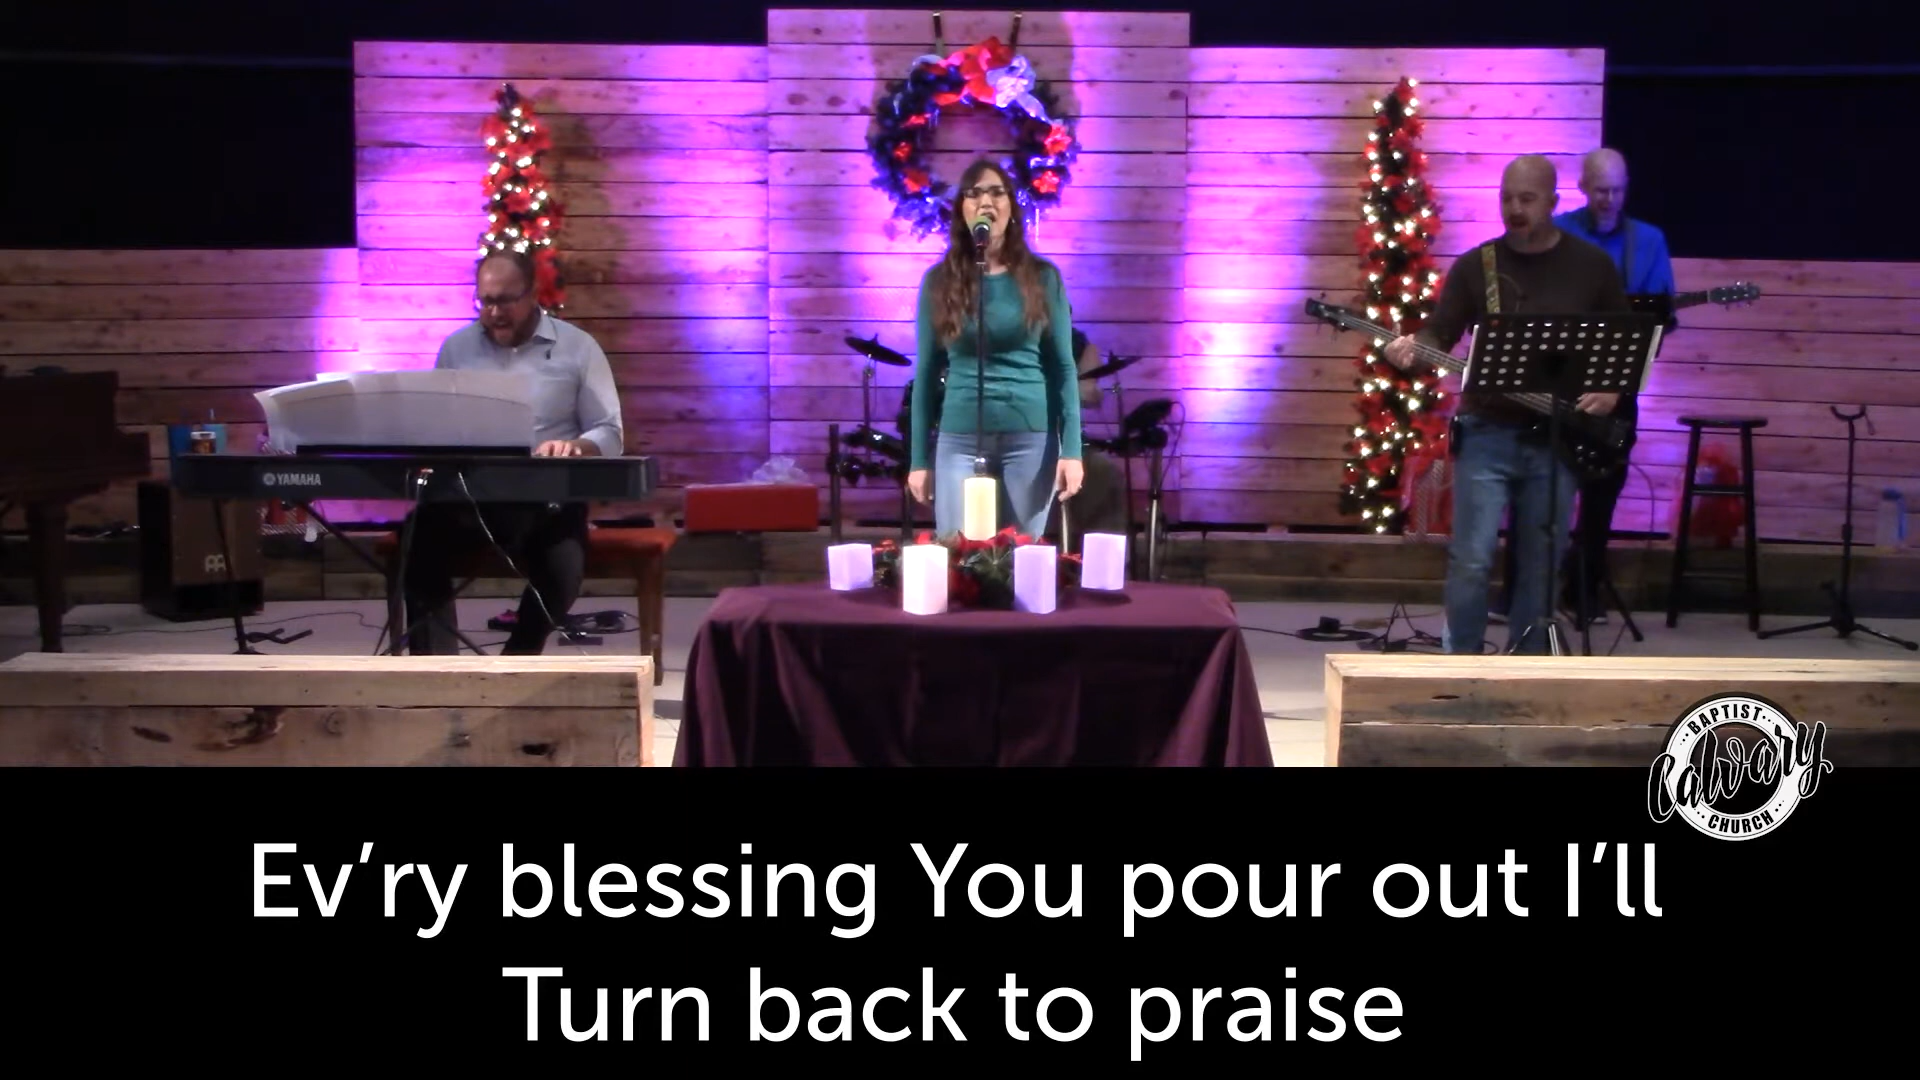 YAMAHA
BAPTIST
Calvary
CHURCH
Ev’ry blessing You pour out I’ll
Turn back to praise